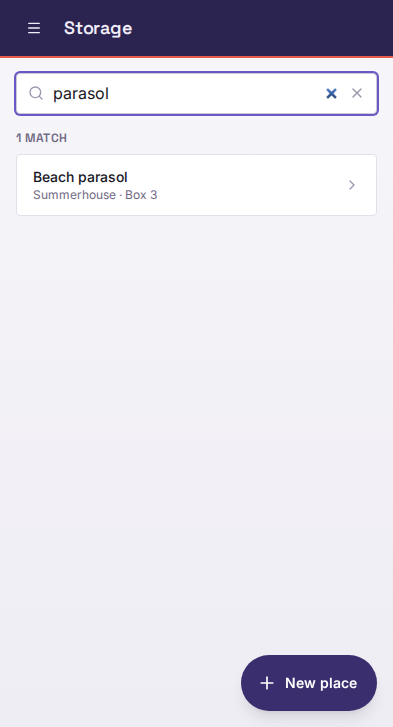 Storage
parasol
1 MATCH
Beach parasol
Summerhouse · Box 3
New place